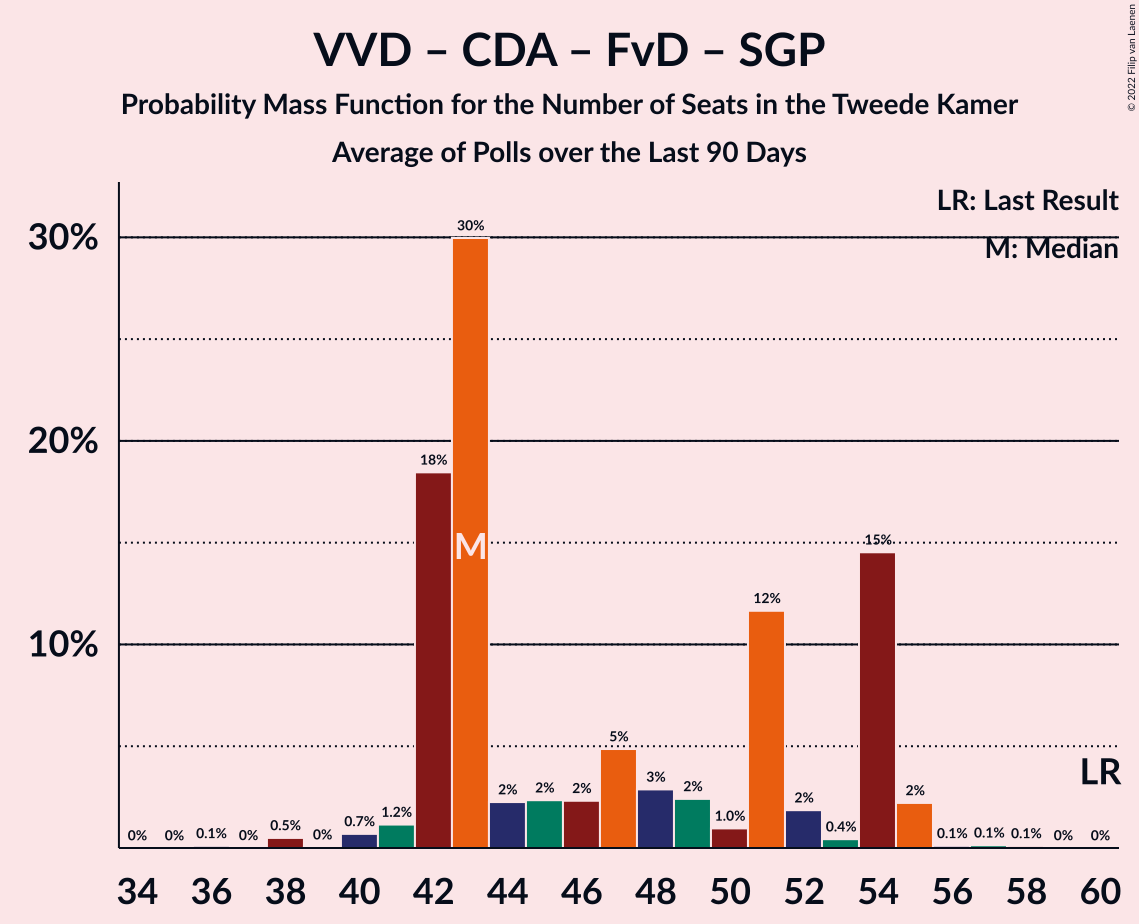 VVD – CDA – FvD – SGP
Probability Mass Function for the Number of Seats in the Tweede Kamer
Average of Polls over the Last 90 Days
© 2022 Filip van Laenen
LR: Last Result
M: Median
30%
20%
10%
0% 0% 0.1% 0% 0.5% 0% 0.7% 1.2% 18% 30% 2% 2% 2% 5% 3% 2% 1.0% 12% 2% 0.4% 15% 2% 0.1% 0.1% 0.1% 0% 0%
M
LR
34 36 38 40 42 44 46 48 50 52 54 56 58 60